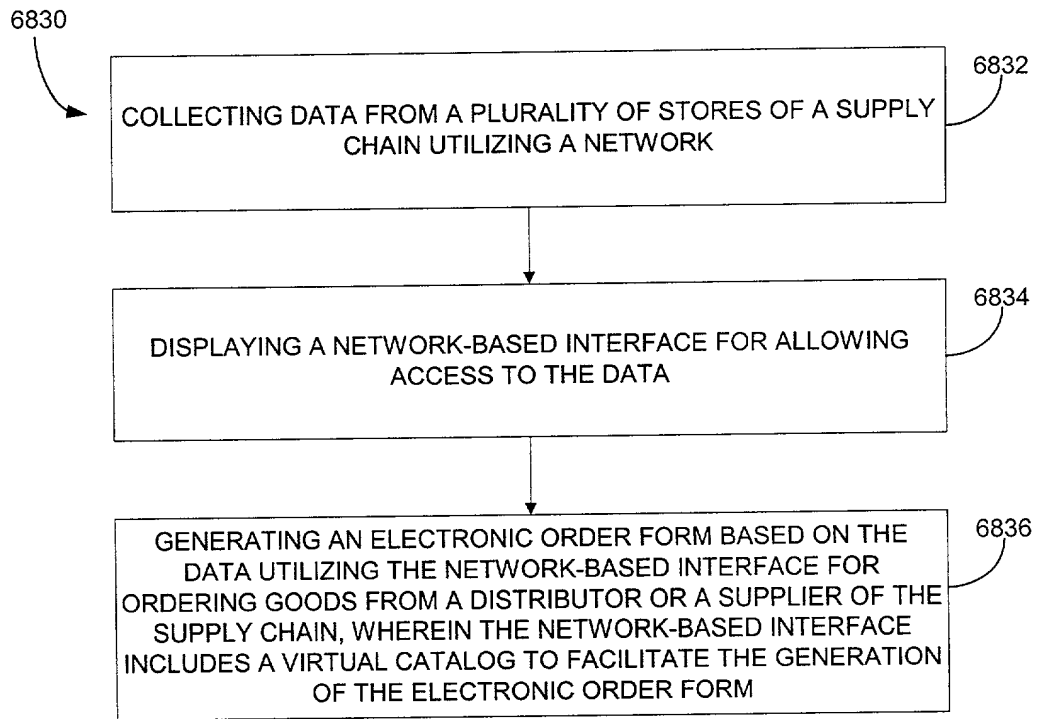 6830
6832
COLLECTING DATA FROM A PLURALITY OF STORES OF A SUPPLY
CHAIN UTILIZING A NETWORK
6834
DISPLAYING A NETWORK-BASED INTERFACE FOR ALLOWING
ACCESS TO THE DATA
6836
GENERATING AN ELECTRONIC ORDER FORM BASED ON THE
DATA UTILIZING THE NETWORK-BASED INTERFACE FOR
ORDERING GOODS FROM A DISTRIBUTOR OR A SUPPLIER OF THE
SUPPLY CHAIN, WHEREIN THE NETWORK-BASED INTERFACE
INCLUDES A VIRTUAL CATALOG TO FACILITATE THE GENERATION
OF THE ELECTRONIC ORDER FORM